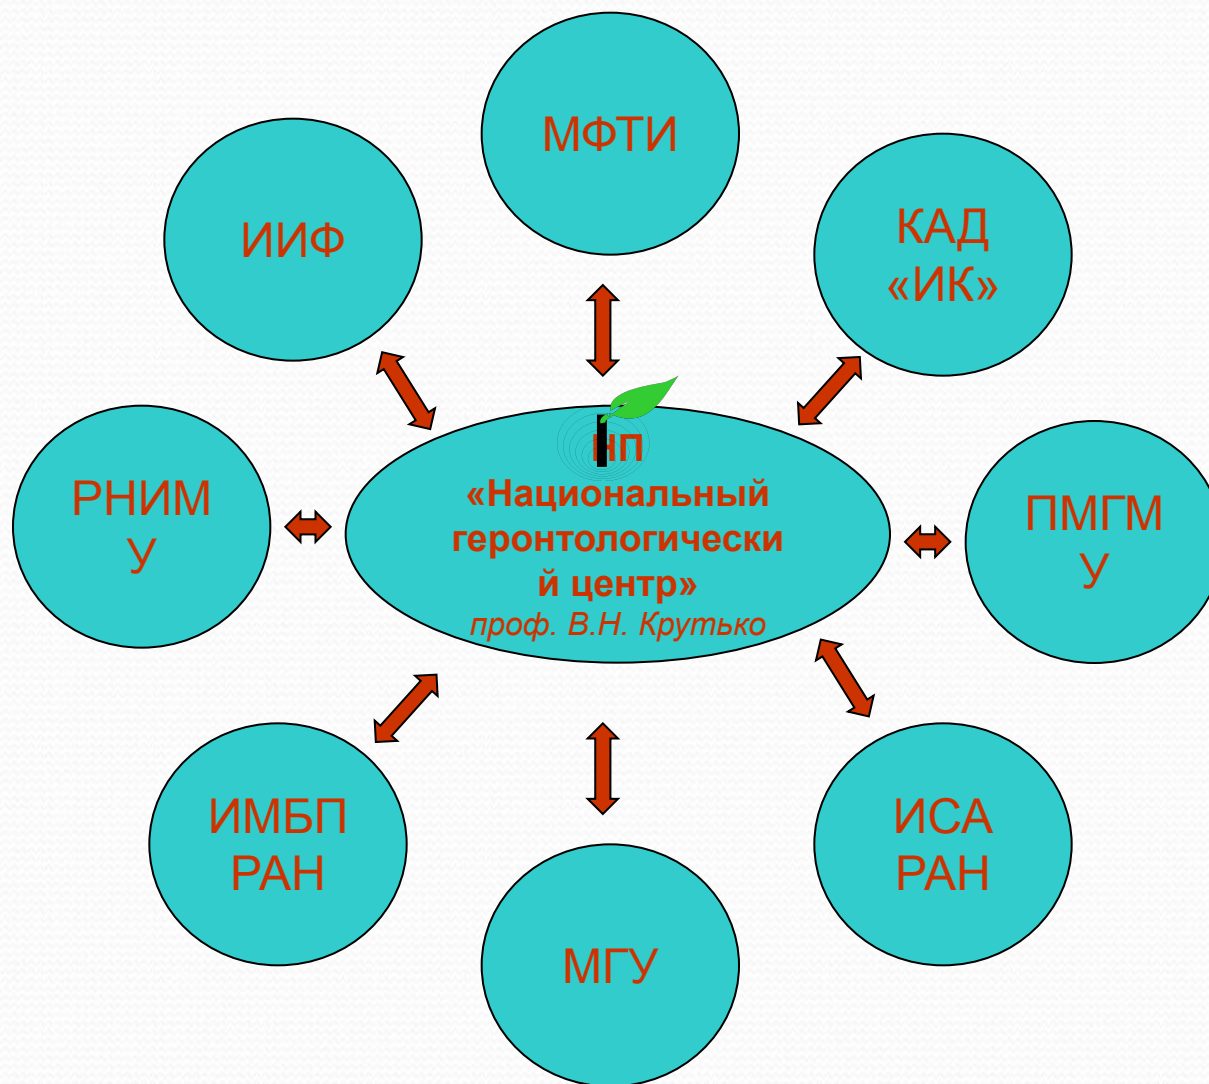 МФТИ
ИИФ
КАД
«ИК»
НП
«Национальный
геронтологически
й центр»
проф. В.Н. Крутько
РНИМ
У
ПМГМ
У
ИМБП
РАН
ИСА
РАН
МГУ